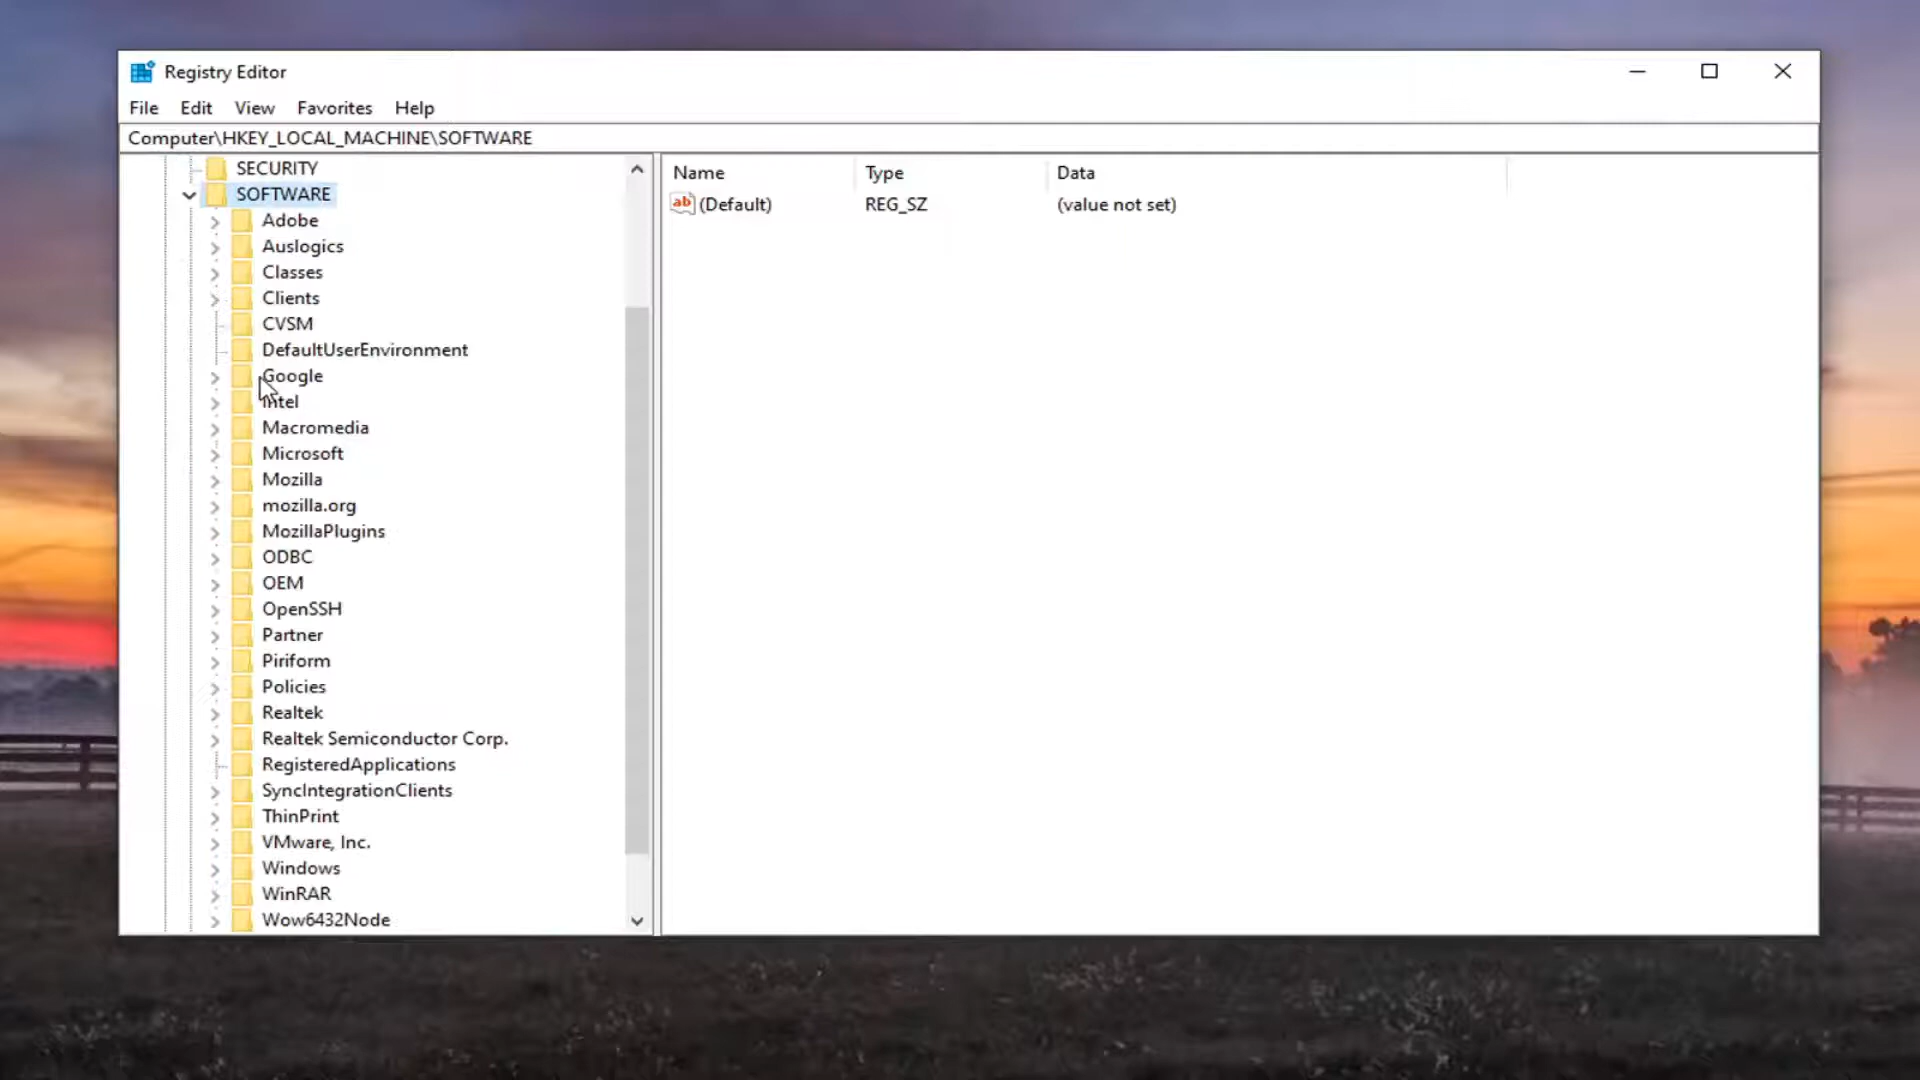 Registry Editor
File Edit View Favorites Help
Computer\HKEY_LOCAL_MACHINE\SOFTWARE
SECURITY
SOFTWARE
Adobe
Auslogics
Classes
Clients
CVSM
DefaultUserEnvironment
Google
Intel
Macromedia
Microsoft
Mozilla
mozilla.org
MozillaPlugins
ODBC
OEM
OpenSSH
Partner
Piriform
Policies
Realtek
Realtek Semiconductor Corp.
RegisteredApplications
SyncIntegrationClients
ThinPrint
VMware, Inc.
Windows
WinRAR
Wow6432Node
Name Type Data
ab (Default) REG_SZ (value not set)